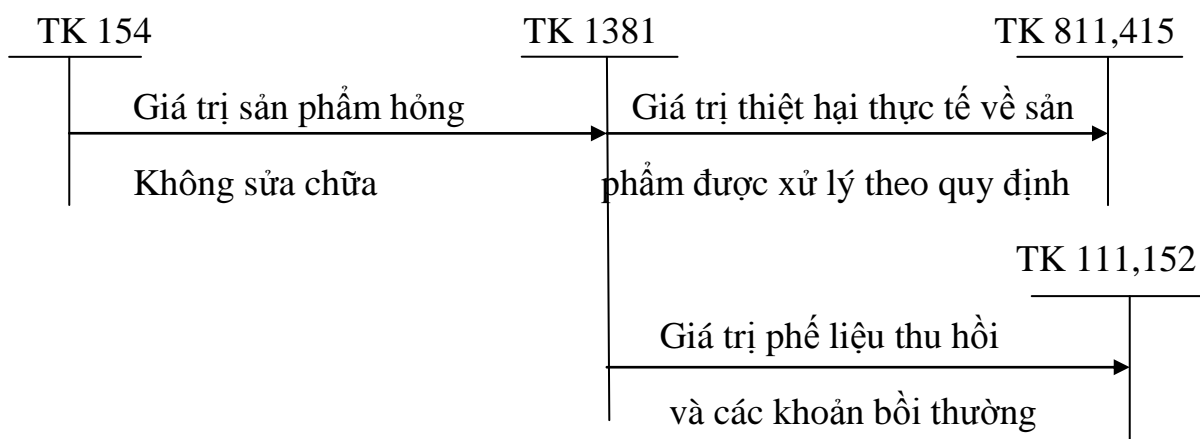 TK 154
TK 1381
TK 811,415
Giá trị sản phẩm hỏng
Giá trị thiệt hại thực tế về sản
Không sửa chữa
phẩm được xử lý theo quy định
TK 111,152
Giá trị phế liệu thu hồi
và các khoản bồi thường